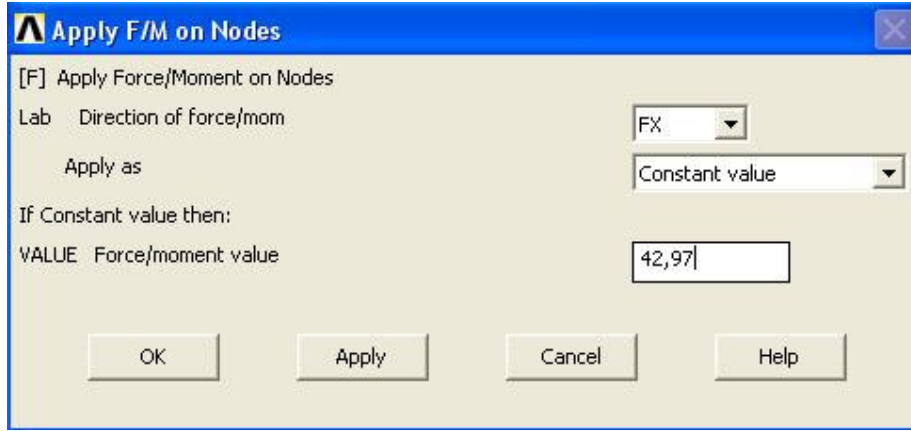 Apply F/M on Nodes
[F] Apply Force/Moment on Nodes
Lab Direction of force/mom FX
Apply as Constant value
If Constant value then:
VALUE Force/moment value 42,97
OK Apply Cancel Help